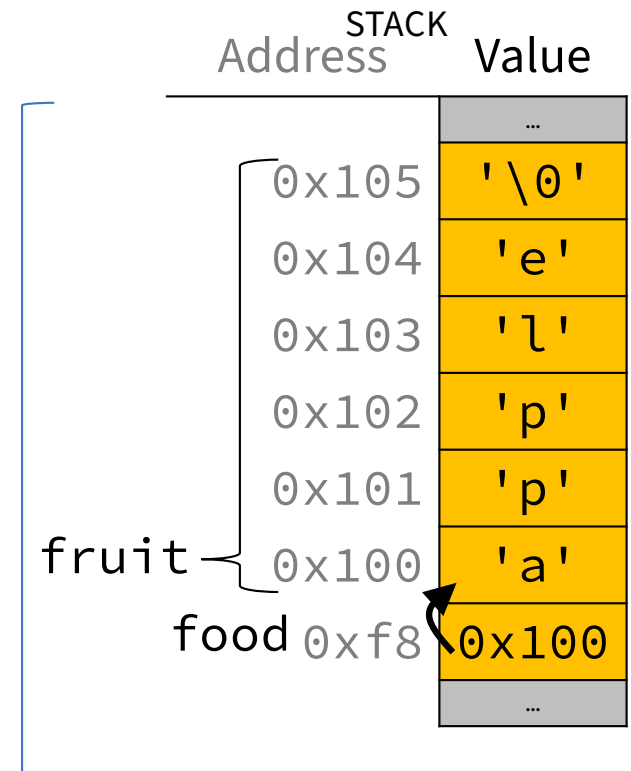 STACK
Address Value
…
0x105 '\0'
0x104 'e'
0x103 'l'
0x102 'p'
0x101 'p'
fruit 0x100 'a'
food 0xf8 0x100
…